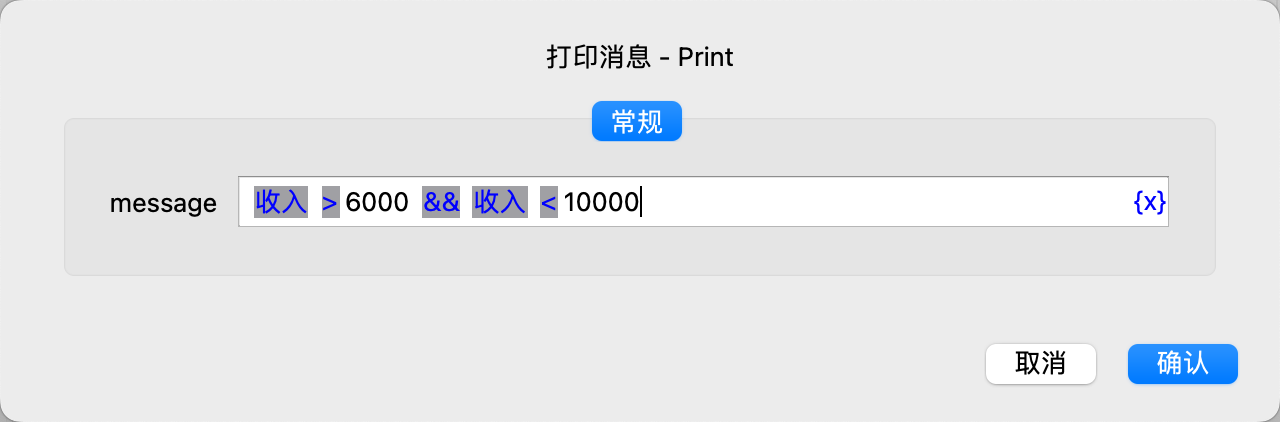 打印消息 - Print
常规
message 收入 > 6000 && 收入 < 10000 {x}
取消 确认